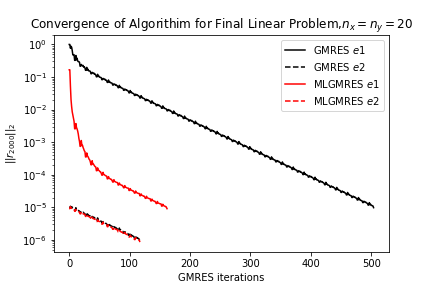 Convergence of Algorithim for Final Linear Problem,$n_x = n_y = 20$
GMRES e1
GMRES e2
MLGMRES e1
MLGMRES e2
$||r_{2000}||_2$
$10^0$
$10^{-1}$
$10^{-2}$
$10^{-3}$
$10^{-4}$
$10^{-5}$
$10^{-6}$
0 100 200 300 400 500
GMRES iterations